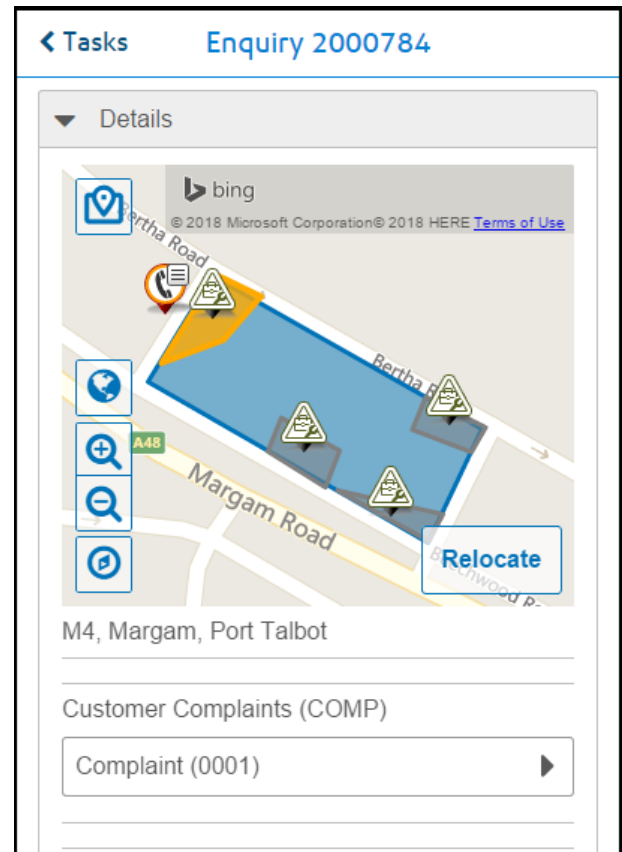 Tasks
Enquiry 2000784
Details
bing
© 2018 Microsoft Corporation© 2018 HERE Terms of Use
Bertha Road
Bertha
A48
Margam Road
Relocate
M4, Margam, Port Talbot
Customer Complaints (COMP)
Complaint (0001)